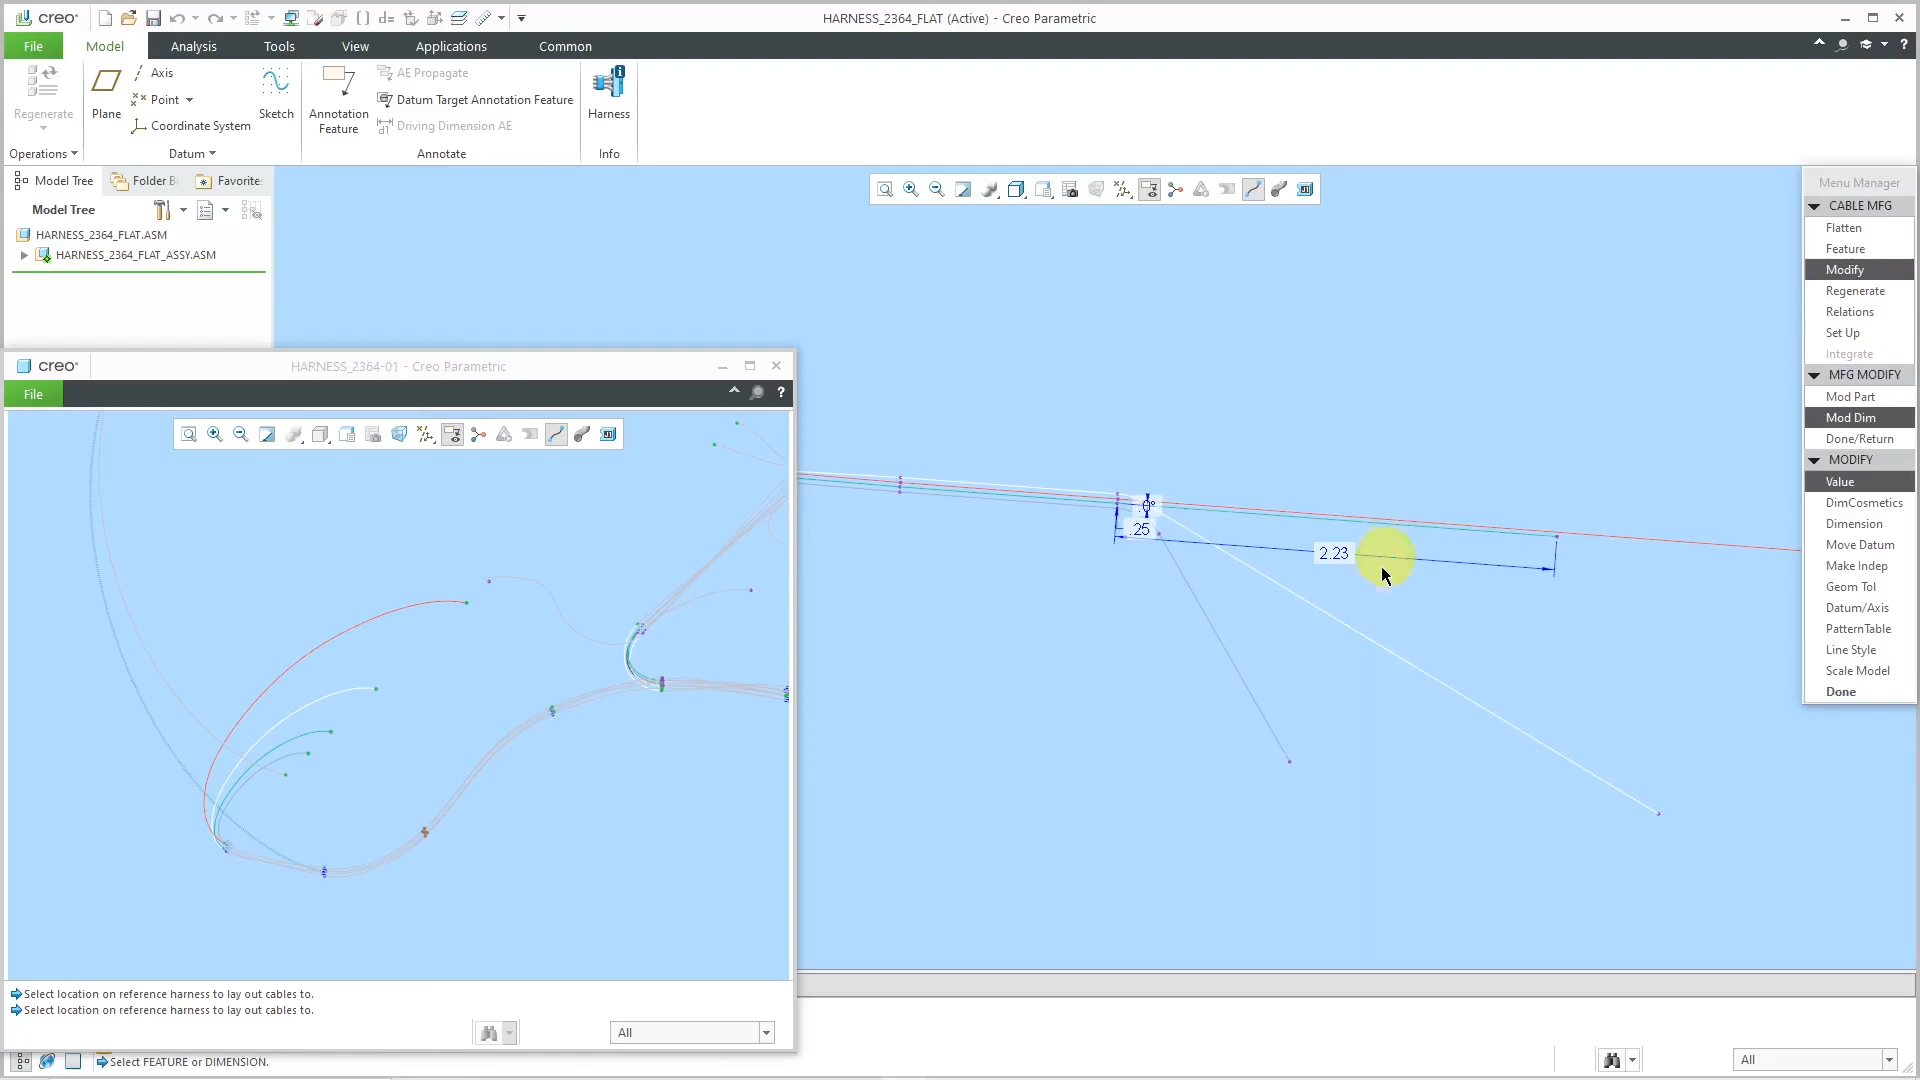 creo HARNESS_2364_FLAT (Active) - Creo Parametric
File Model Analysis Tools View Applications Common
Regenerate
Operations
Plane
Axis
Point
Coordinate System
Sketch
Datum
Annotation Feature
AE Propagate
Datum Target Annotation Feature
Driving Dimension AE
Annotate
Harness
Info
Model Tree Folder B Favorite
Model Tree
HARNESS_2364_FLAT.ASM
HARNESS_2364_FLAT_ASSY.ASM
creo HARNESS_2364-01 - Creo Parametric
File
.0°
.25
2.23
Menu Manager
CABLE MFG
Flatten
Feature
Modify
Regenerate
Relations
Set Up
Integrate
MFG MODIFY
Mod Part
Mod Dim
Done/Return
MODIFY
Value
DimCosmetics
Dimension
Move Datum
Make Indep
Geom Tol
Datum/Axis
PatternTable
Line Style
Scale Model
Done
Select location on reference harness to lay out cables to.
Select location on reference harness to lay out cables to.
All
Select FEATURE or DIMENSION.
All